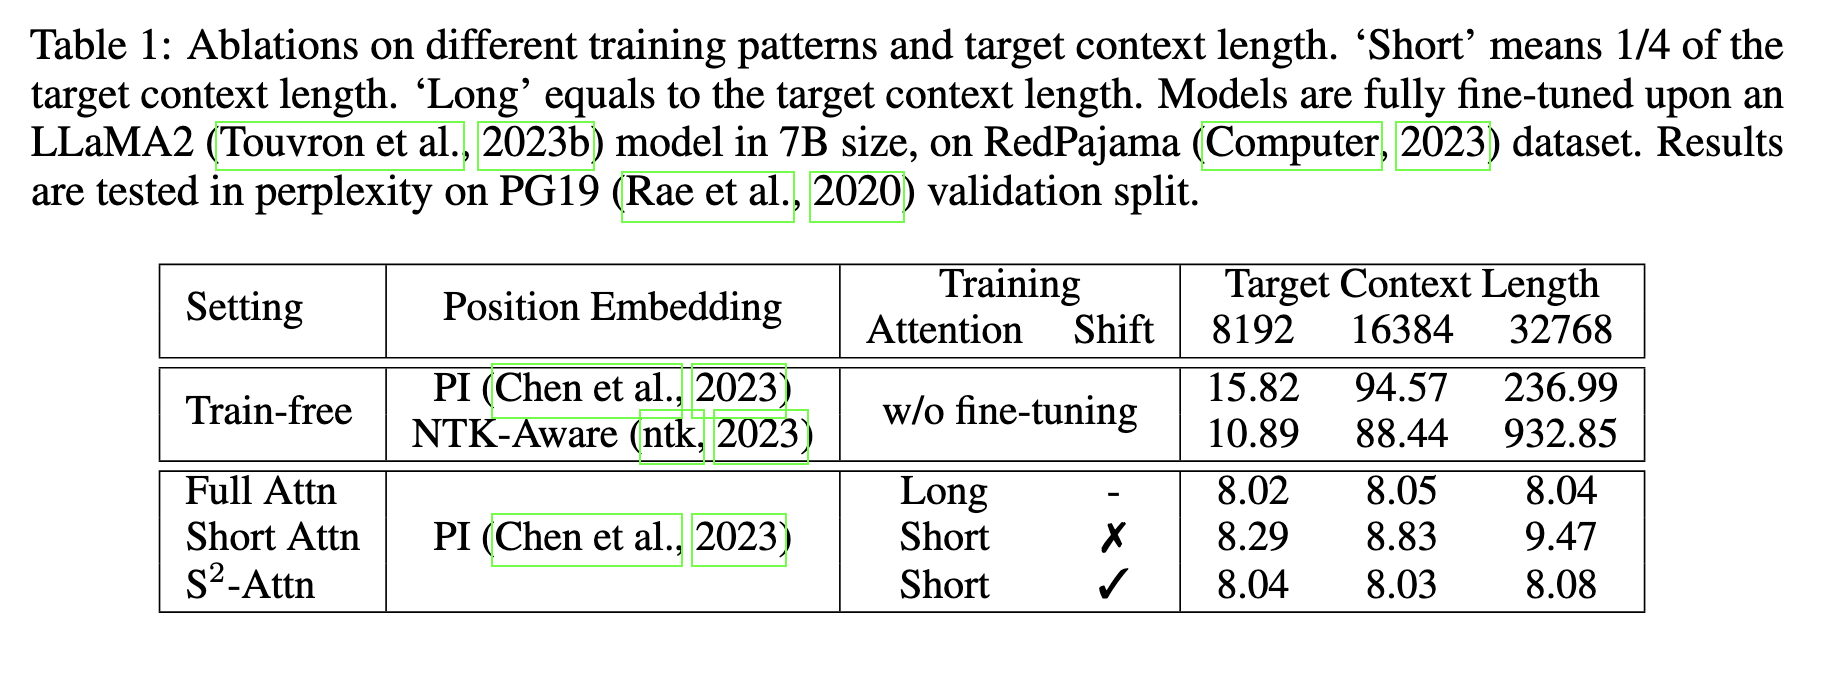 Table 1: Ablations on different training patterns and target context length. ‘Short’ means 1/4 of the
target context length. ‘Long’ equals to the target context length. Models are fully fine-tuned upon an
LLaMA2 (Touvron et al., 2023b) model in 7B size, on RedPajama (Computer, 2023) dataset. Results
are tested in perplexity on PG19 (Rae et al., 2020) validation split.
Setting Position Embedding Training Target Context Length
Attention Shift 8192 16384 32768
Train-free PI (Chen et al., 2023) w/o fine-tuning 15.82 94.57 236.99
NTK-Aware (ntk, 2023) 10.89 88.44 932.85
Full Attn Long - 8.02 8.05 8.04
Short Attn PI (Chen et al., 2023) Short ✗ 8.29 8.83 9.47
S²-Attn Short ✓ 8.04 8.03 8.08